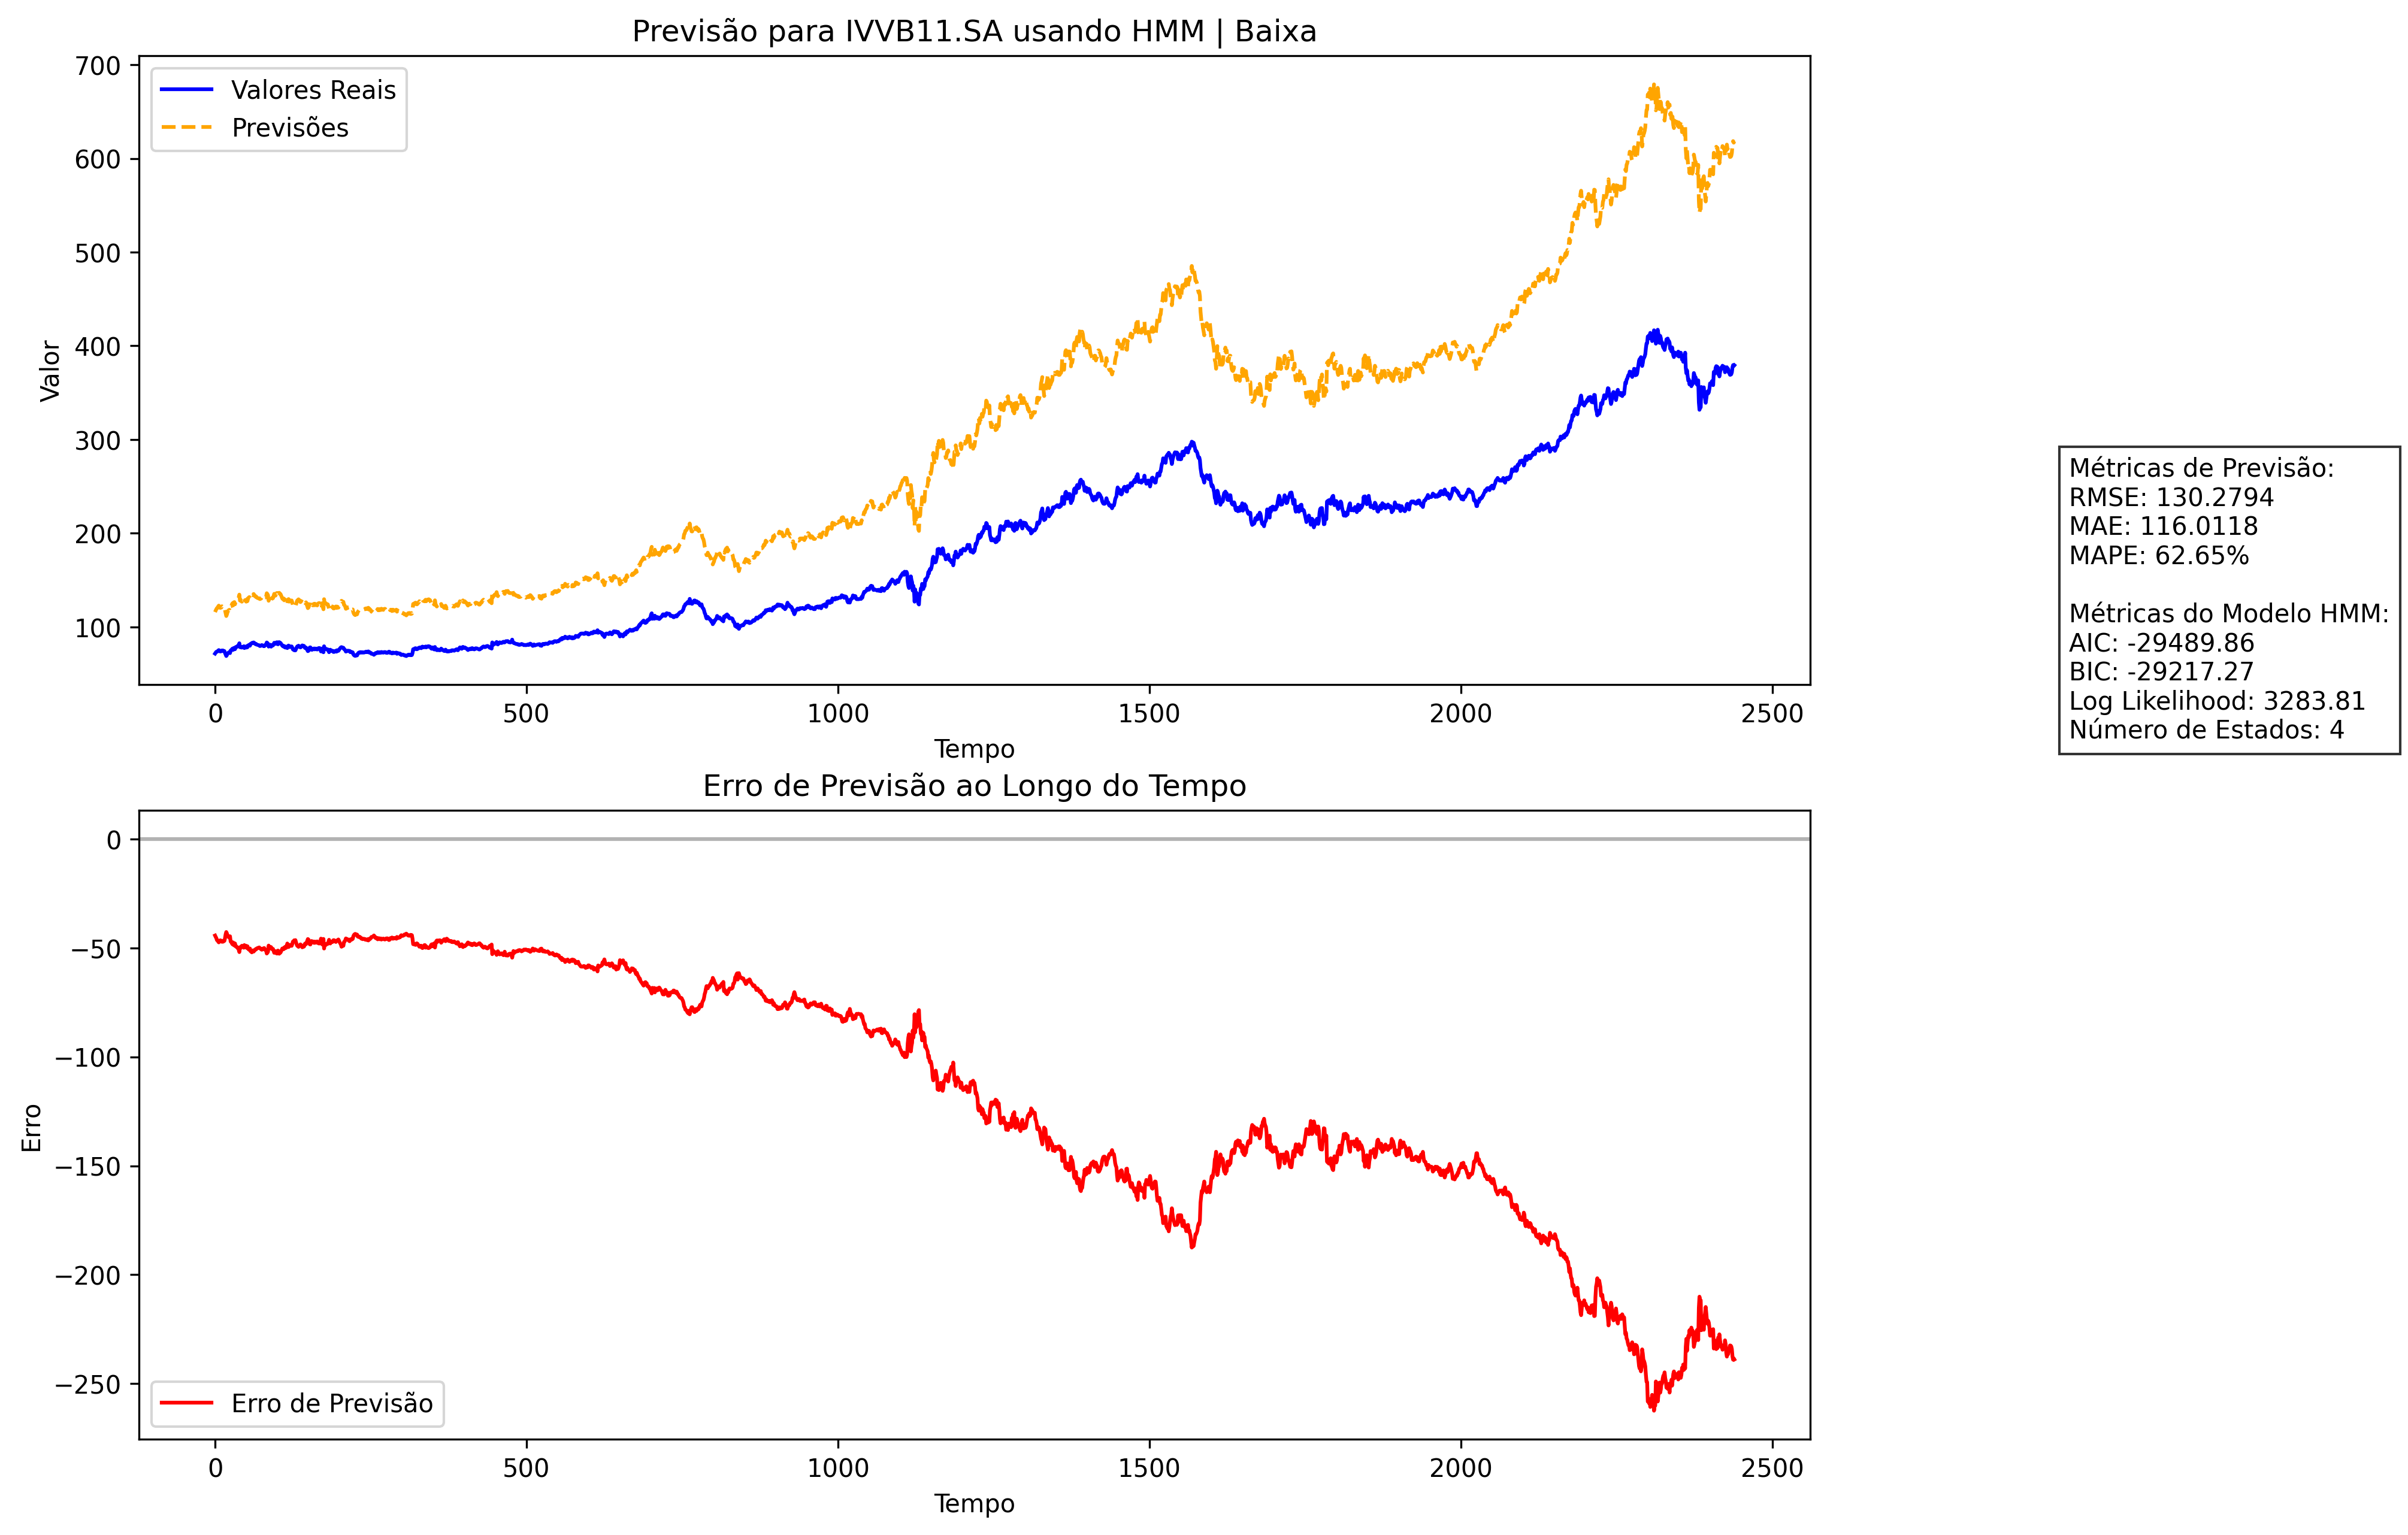 Previsão para IVVB11.SA usando HMM | Baixa
Valores Reais
Previsões
Valor
700
600
500
400
300
200
100
0
500
1000
1500
2000
2500
Tempo
Métricas de Previsão:
RMSE: 130.2794
MAE: 116.0118
MAPE: 62.65%
Métricas do Modelo HMM:
AIC: -29489.86
BIC: -29217.27
Log Likelihood: 3283.81
Número de Estados: 4
Erro de Previsão ao Longo do Tempo
Erro
0
−50
−100
−150
−200
−250
Erro de Previsão
0
500
1000
1500
2000
2500
Tempo